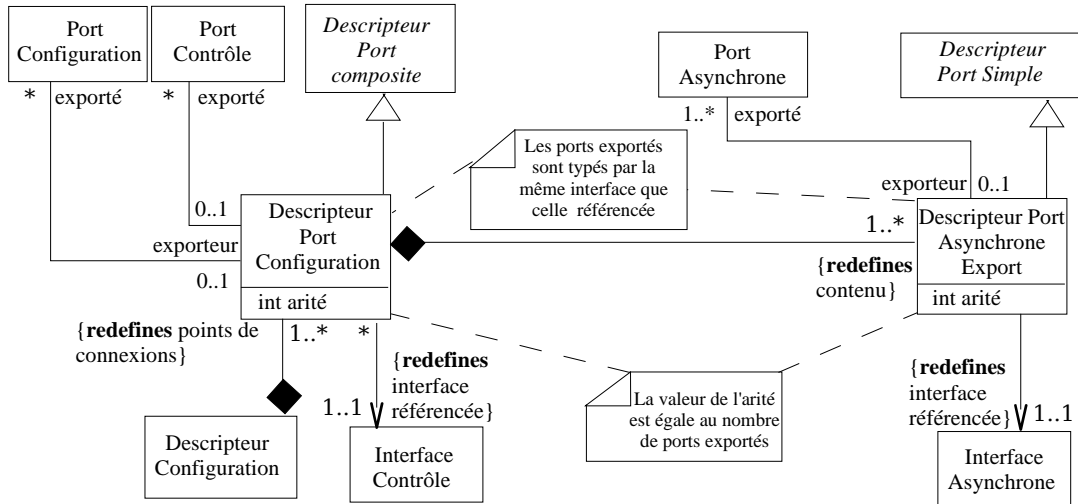 Port
Configuration
Port
Contrôle
Descripteur
Port
composite
Port
Asynchrone
Descripteur
Port Simple
* exporté
* exporté
1..* exporté
Les ports exportés
sont typés par la
même interface que
celle référencée
exporteur 0..1
0..1
exporteur
0..1
Descripteur
Port
Configuration
int arité
1..*
{redefines
contenu}
Descripteur Port
Asynchrone
Export
int arité
{redefines points de
connexions}
1..*
*
{redefines
interface
référencée}
1..1
La valeur de l'arité
est égale au nombre
de ports exportés
{redefines
interface
référencée}
1..1
Descripteur
Configuration
Interface
Contrôle
Interface
Asynchrone